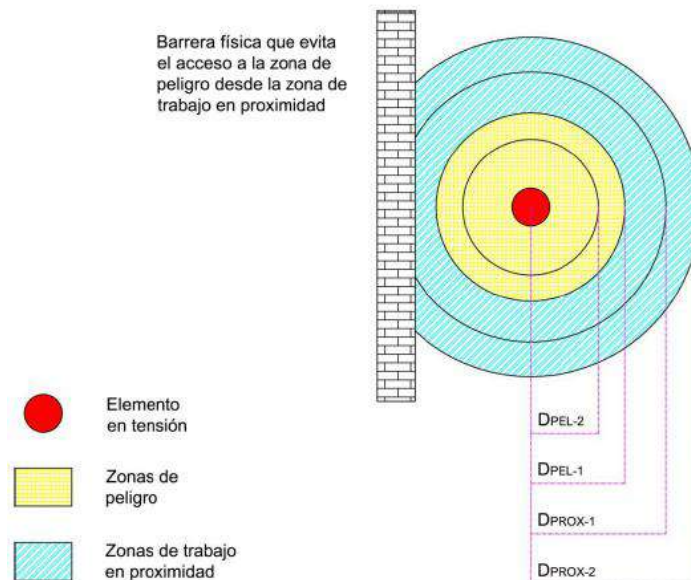 Barrera física que evita
el acceso a la zona de
peligro desde la zona de
trabajo en proximidad
DPEL-2
DPEL-1
DPROX-1
DPROX-2
Elemento
en tensión
Zonas de
peligro
Zonas de trabajo
en proximidad